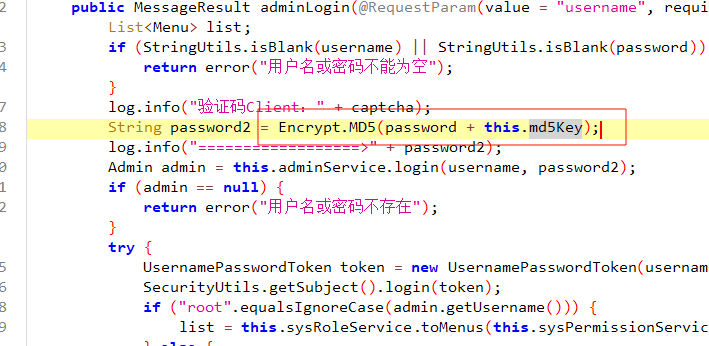 2 public MessageResult adminLogin(@RequestParam(value = "username", requi
List<Menu> list;
3 if (StringUtils.isBlank(username) || StringUtils.isBlank(password))
4 return error("用户名或密码不能为空");
}
7 log.info("验证码Client：" + captcha);
8 String password2 = Encrypt.MD5(password + this.md5Key);
9 log.info("==================>" + password2);
0 Admin admin = this.adminService.login(username, password2);
1 if (admin == null) {
2 return error("用户名或密码不存在");
}
try {
5 UsernamePasswordToken token = new UsernamePasswordToken(usernam
6 SecurityUtils.getSubject().login(token);
8 if ("root".equalsIgnoreCase(admin.getUsername())) {
9 list = this.sysRoleService.toMenus(this.sysPermissionServic
} else {